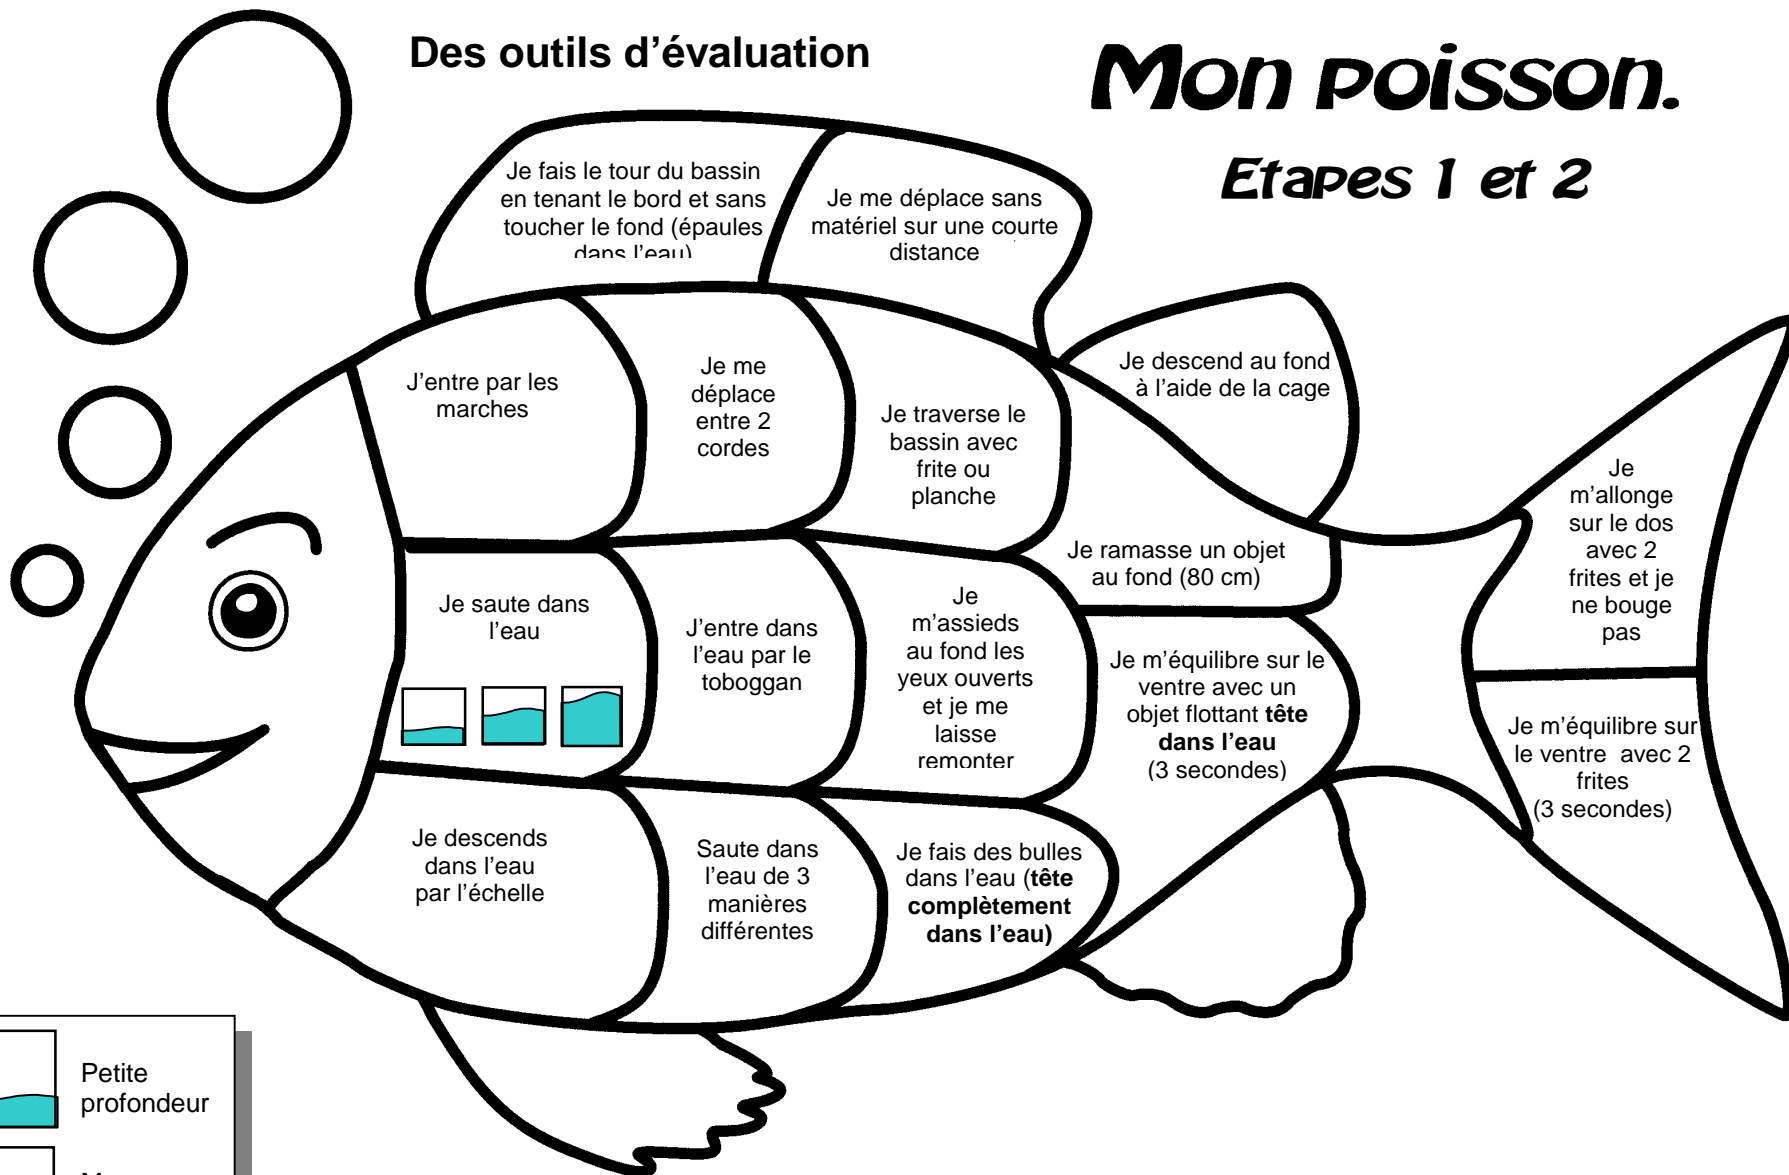 Des outils d’évaluation
Mon poisson.
Etapes 1 et 2
Je fais le tour du bassin
en tenant le bord et sans
toucher le fond (épaules
dans l’eau)
Je me déplace sans
matériel sur une courte
distance
Je descend au fond
à l’aide de la cage
J’entre par les
marches
Je me
déplace
entre 2
cordes
Je traverse le
bassin avec
frite ou
planche
Je ramasse un objet
au fond (80 cm)
Je
m’allonge
sur le dos
avec 2
frites et je
ne bouge
pas
Je saute dans
l’eau
J’entre dans
l’eau par le
toboggan
Je
m’assieds
au fond les
yeux ouverts
et je me
laisse
remonter
Je m’équilibre sur le
ventre avec un
objet flottant tête
dans l’eau
(3 secondes)
Je m’équilibre sur
le ventre avec 2
frites
(3 secondes)
Je descends
dans l’eau
par l’échelle
Saute dans
l’eau de 3
manières
différentes
Je fais des bulles
dans l’eau (tête
complètement
dans l’eau)
Petite
profondeur